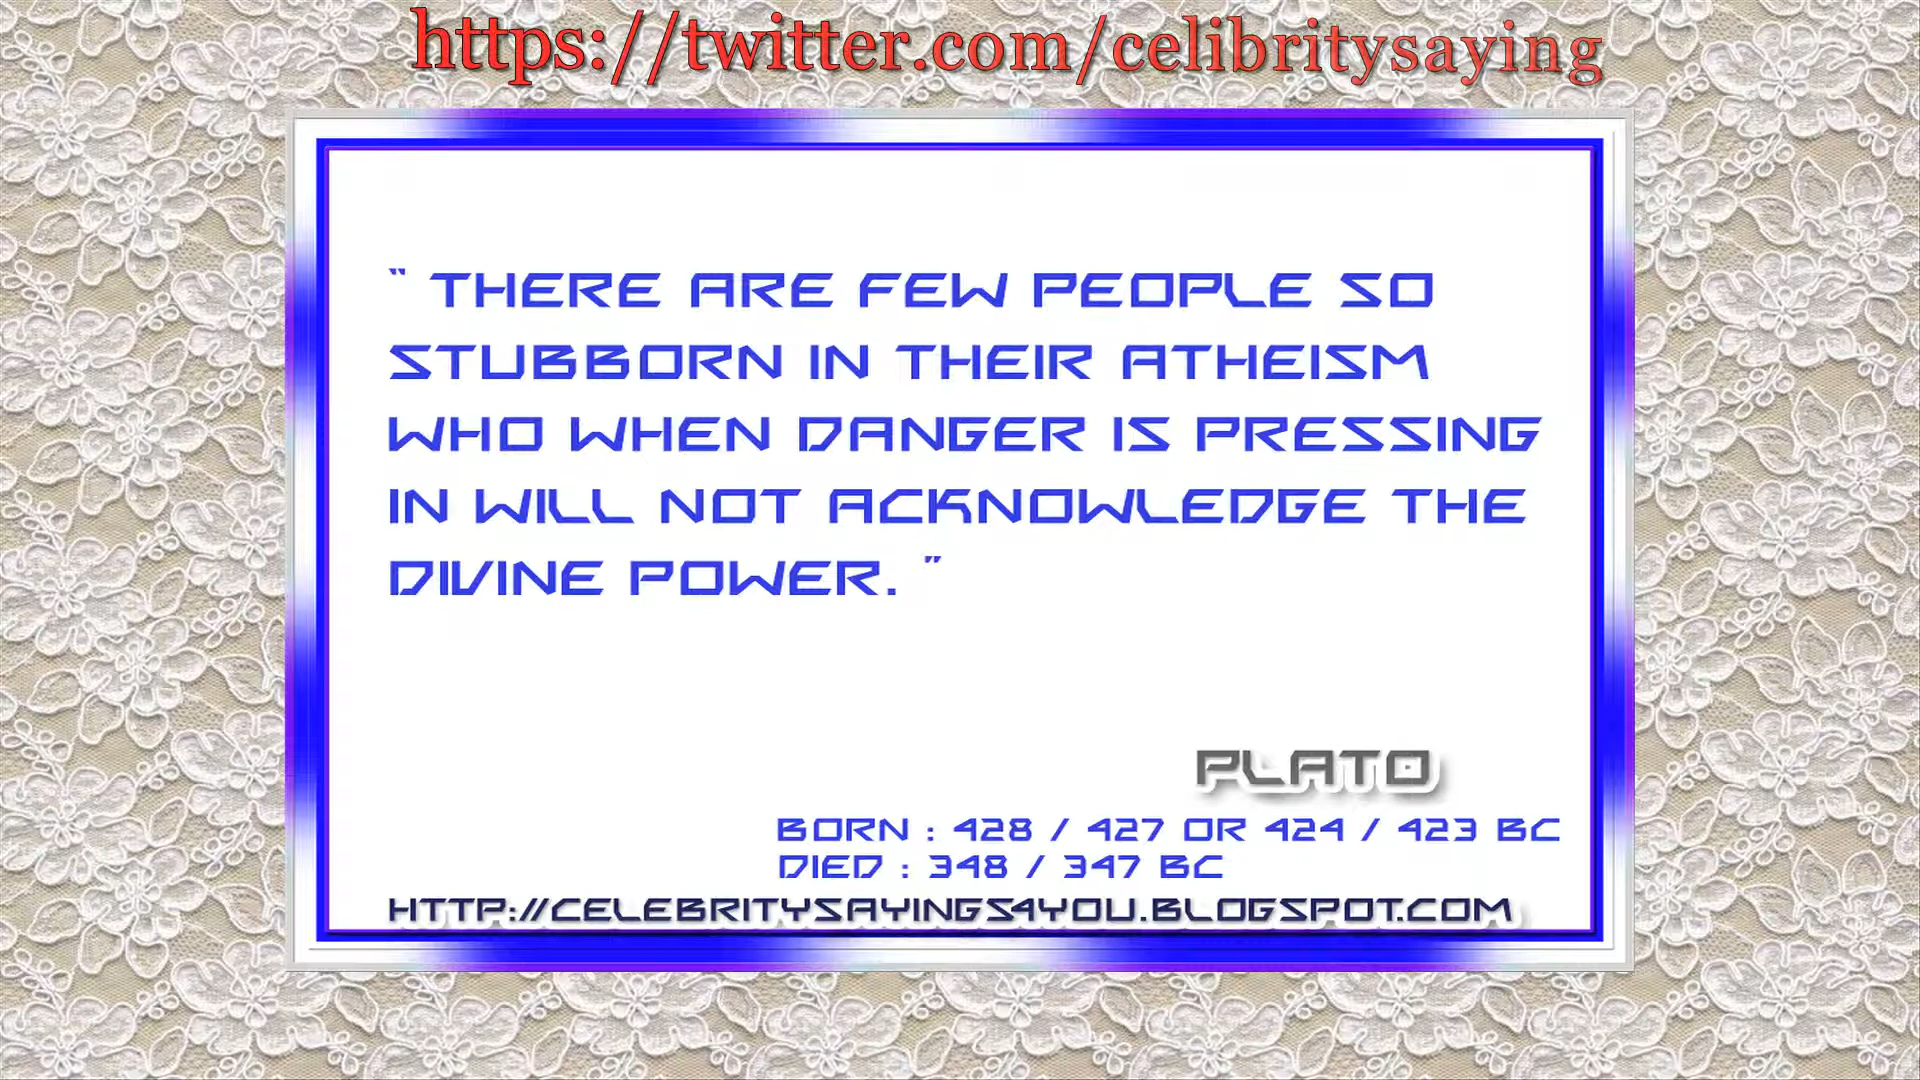 https://twitter.com/celibritysaying
“ THERE ARE FEW PEOPLE SO
STUBBORN IN THEIR ATHEISM
WHO WHEN DANGER IS PRESSING
IN WILL NOT ACKNOWLEDGE THE
DIVINE POWER. ”
PLATO
BORN : 428 / 427 OR 424 / 423 BC
DIED : 348 / 347 BC
HTTP://CELEBRITYSAYINGS4YOU.BLOGSPOT.COM